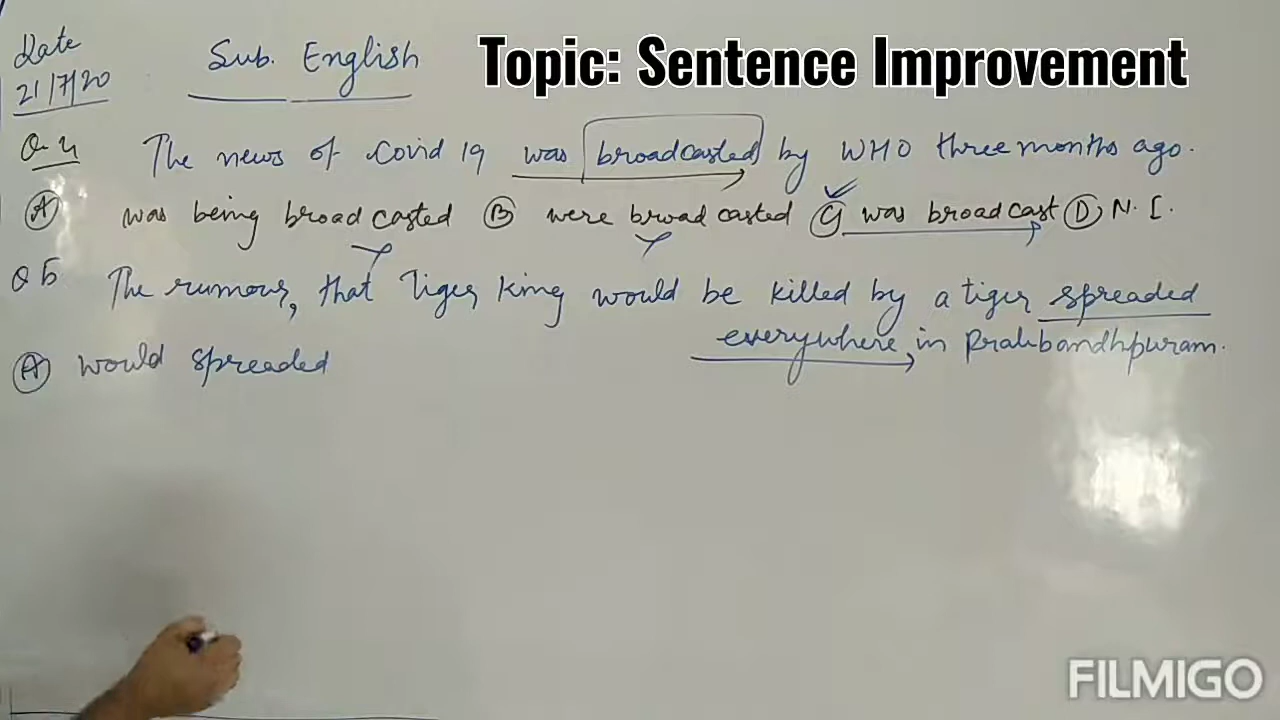 Date
21/7/20
Sub. English
Topic: Sentence Improvement
Q.4 The news of Covid 19 was broadcasted by WHO three months ago.
(A) was being broadcasted (B) were broadcasted (C) was broadcast (D) N.I.
Q5 The rumour, that Tiger King would be killed by a tiger spreaded
everywhere, in Pratibandhpuram.
(A) would spreaded
FILMIGO